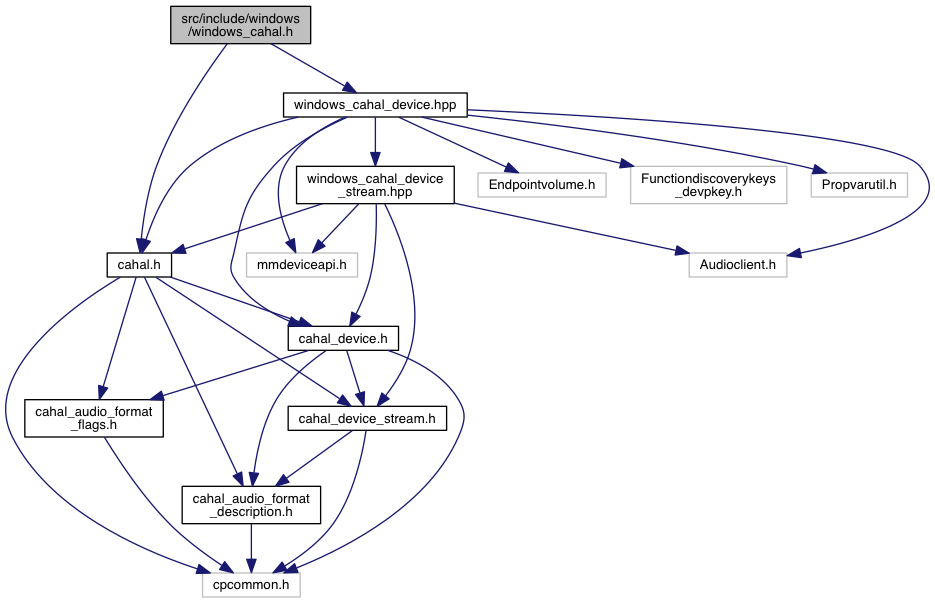 src/include/windows
/windows_cahal.h
windows_cahal_device.hpp
windows_cahal_device
_stream.hpp
Endpointvolume.h
Functiondiscoverykeys
_devpkey.h
Propvarutil.h
cahal.h
mmdeviceapi.h
Audioclient.h
cahal_device.h
cahal_audio_format
_flags.h
cahal_device_stream.h
cahal_audio_format
_description.h
cpcommon.h